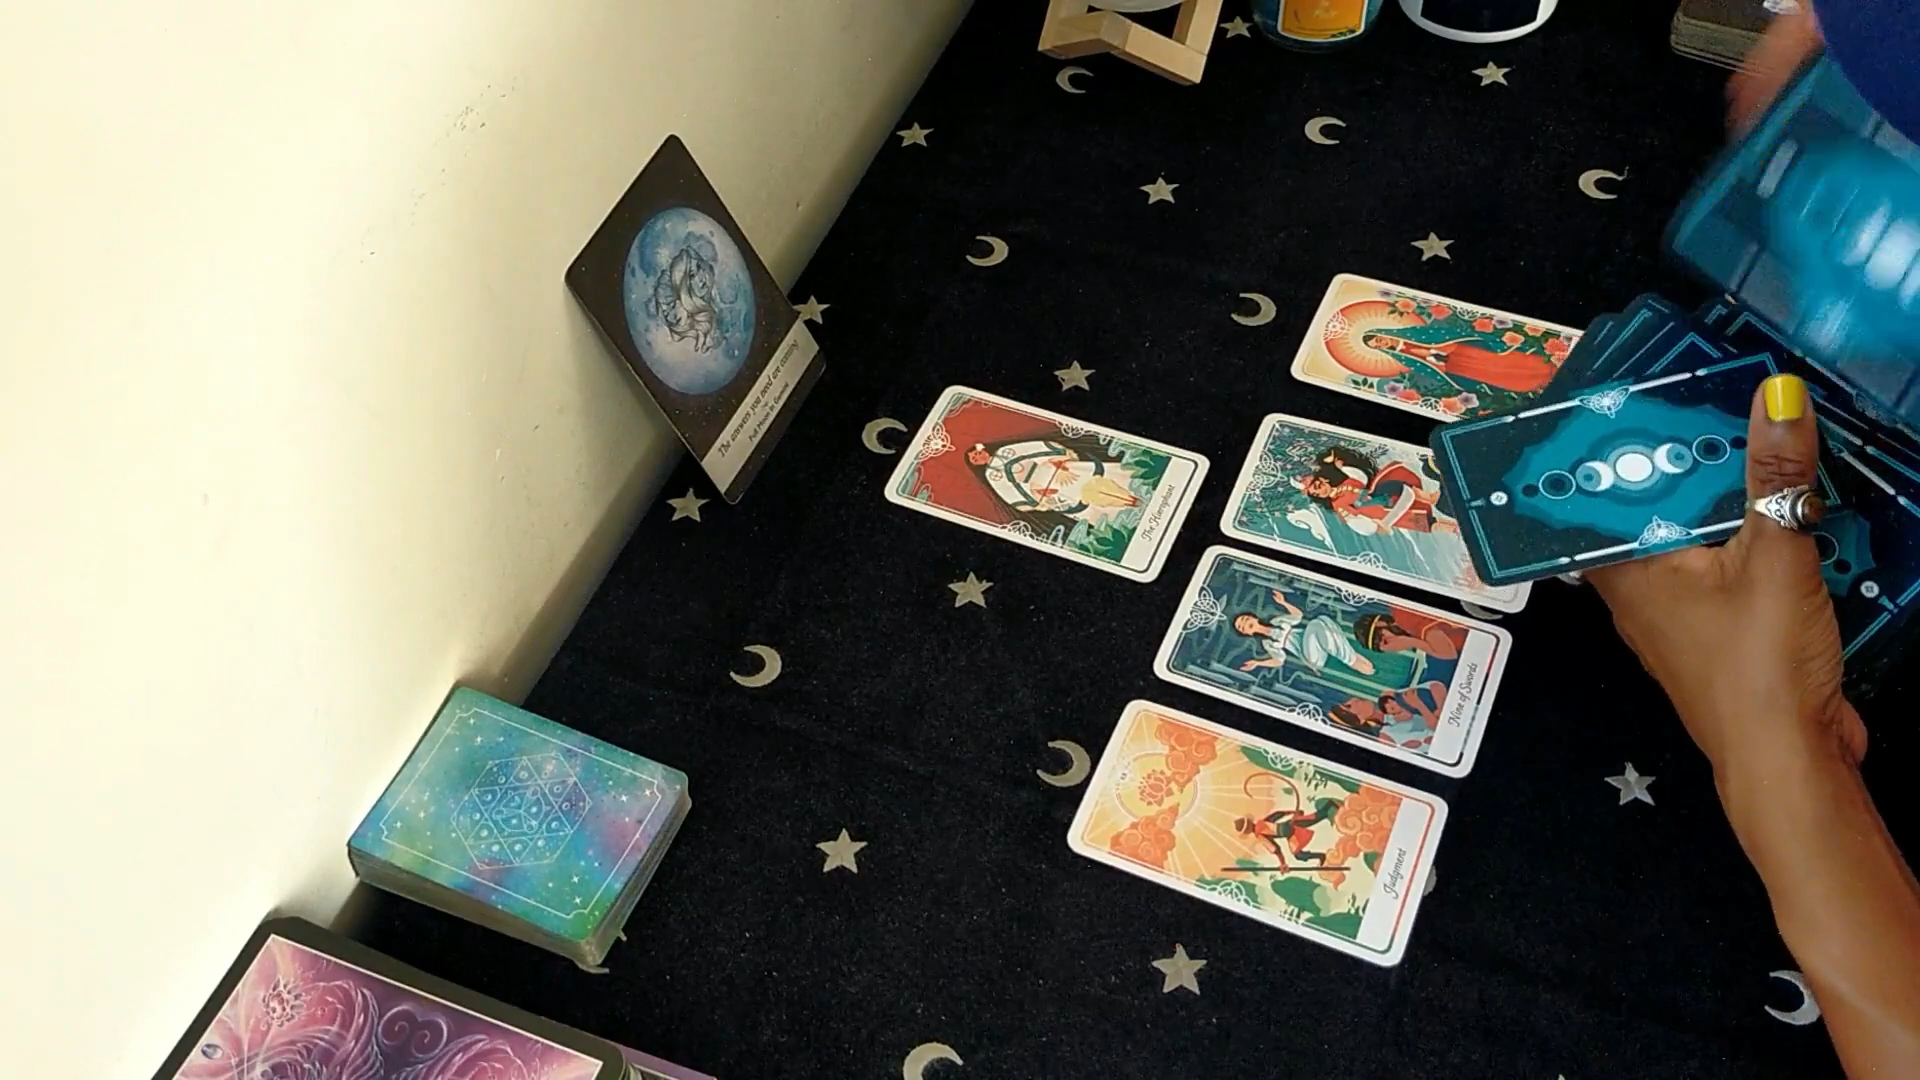 The answers you need are coming
Full Moon in Gemini
The Hierophant
Nine of Swords
Judgment